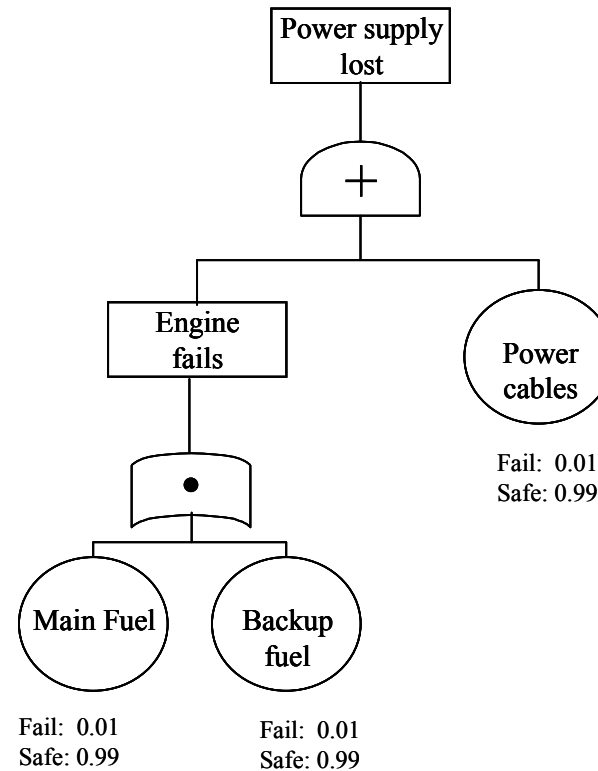 Power supply
lost
+
Engine
fails
Power
cables
Fail: 0.01
Safe: 0.99
Main Fuel
Backup
fuel
Fail: 0.01
Safe: 0.99
Fail: 0.01
Safe: 0.99